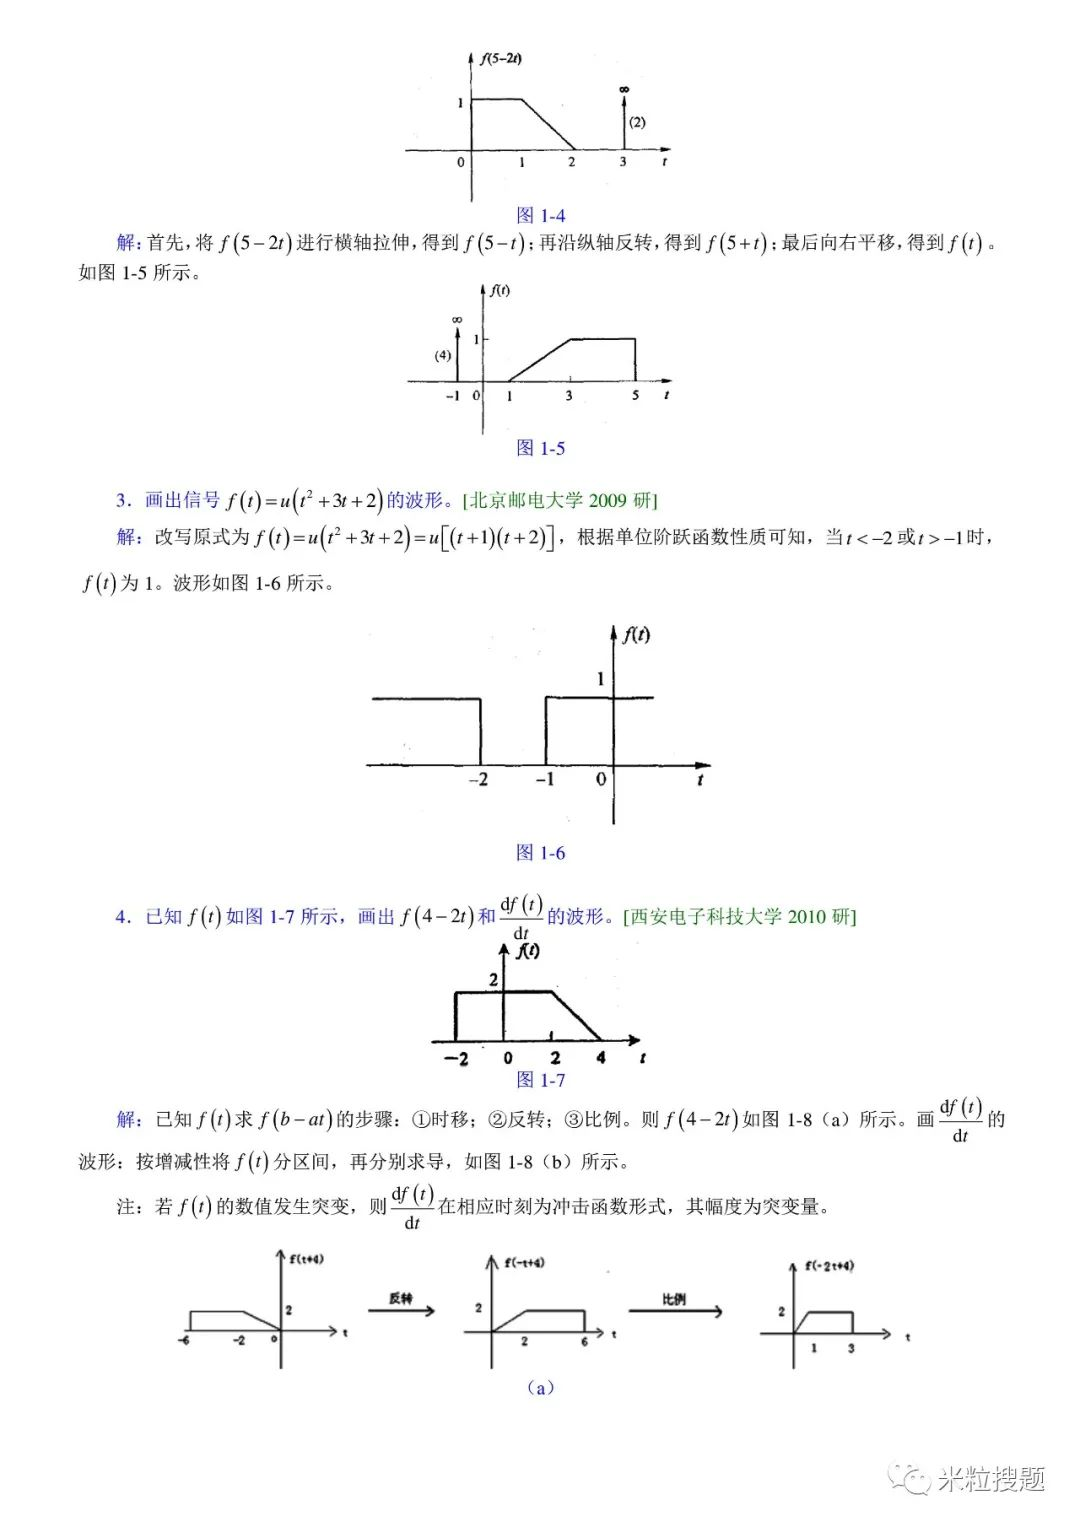 f(5-2t)
∞
1
(2)
0 1 2 3 t
图 1-4
解:首先,将 f(5-2t) 进行横轴拉伸,得到 f(5-t);再沿纵轴反转,得到 f(5+t);最后向右平移,得到 f(t) 。
如图 1-5 所示。
f(t)
∞
1
(4)
-1 0 1 3 5 t
图 1-5
3．画出信号 f(t)=u(t²+3t+2) 的波形。[北京邮电大学 2009 研]
解：改写原式为 f(t)=u(t²+3t+2)=u[(t+1)(t+2)]，根据单位阶跃函数性质可知，当 t<-2 或 t>-1 时，
f(t) 为 1。波形如图 1-6 所示。
f(t)
1
-2 -1 0 t
图 1-6
4．已知 f(t) 如图 1-7 所示，画出 f(4-2t) 和 df(t)/dt 的波形。[西安电子科技大学 2010 研]
f(t)
2
-2 0 2 4 t
图 1-7
解：已知 f(t) 求 f(b-at) 的步骤：①时移；②反转；③比例。则 f(4-2t) 如图 1-8（a）所示。画 df(t)/dt 的
波形：按增减性将 f(t) 分区间，再分别求导，如图 1-8（b）所示。
注：若 f(t) 的数值发生突变，则 df(t)/dt 在相应时刻为冲击函数形式，其幅度为突变量。
f(t+4) f(-t+4) f(-2t+4)
反转 比例
2 2 2
-6 -2 0 t 2 6 t 1 3 t
（a）
米粒搜题